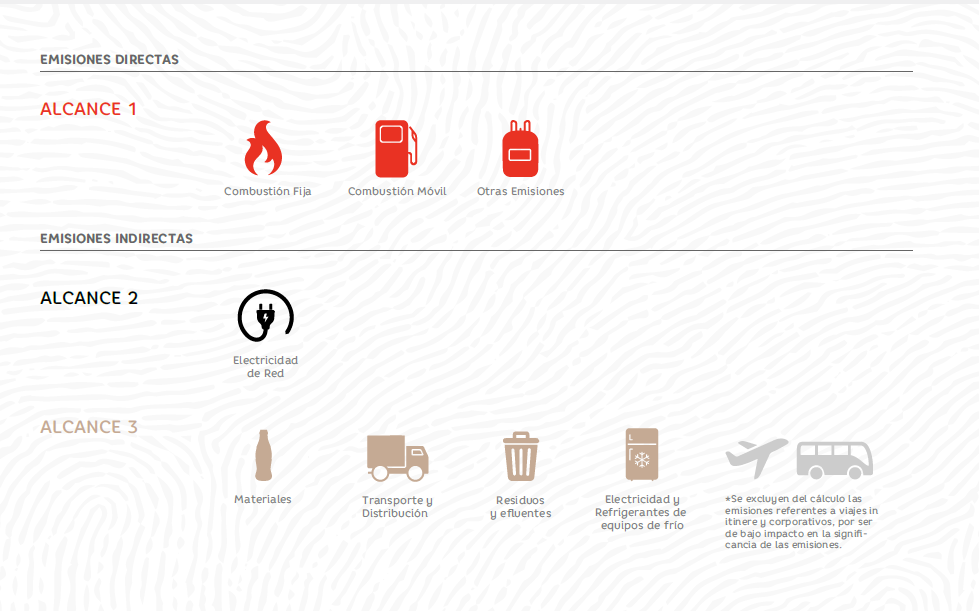 EMISIONES DIRECTAS
ALCANCE 1
Combustión Fija
Combustión Móvil
Otras Emisiones
EMISIONES INDIRECTAS
ALCANCE 2
Electricidad
de Red
ALCANCE 3
Materiales
Transporte y
Distribución
Residuos
y efluentes
Electricidad y
Refrigerantes de
equipos de frío
*Se excluyen del cálculo las
emisiones referentes a viajes in
itinere y corporativos, por ser
de bajo impacto en la signifi-
cancia de las emisiones.